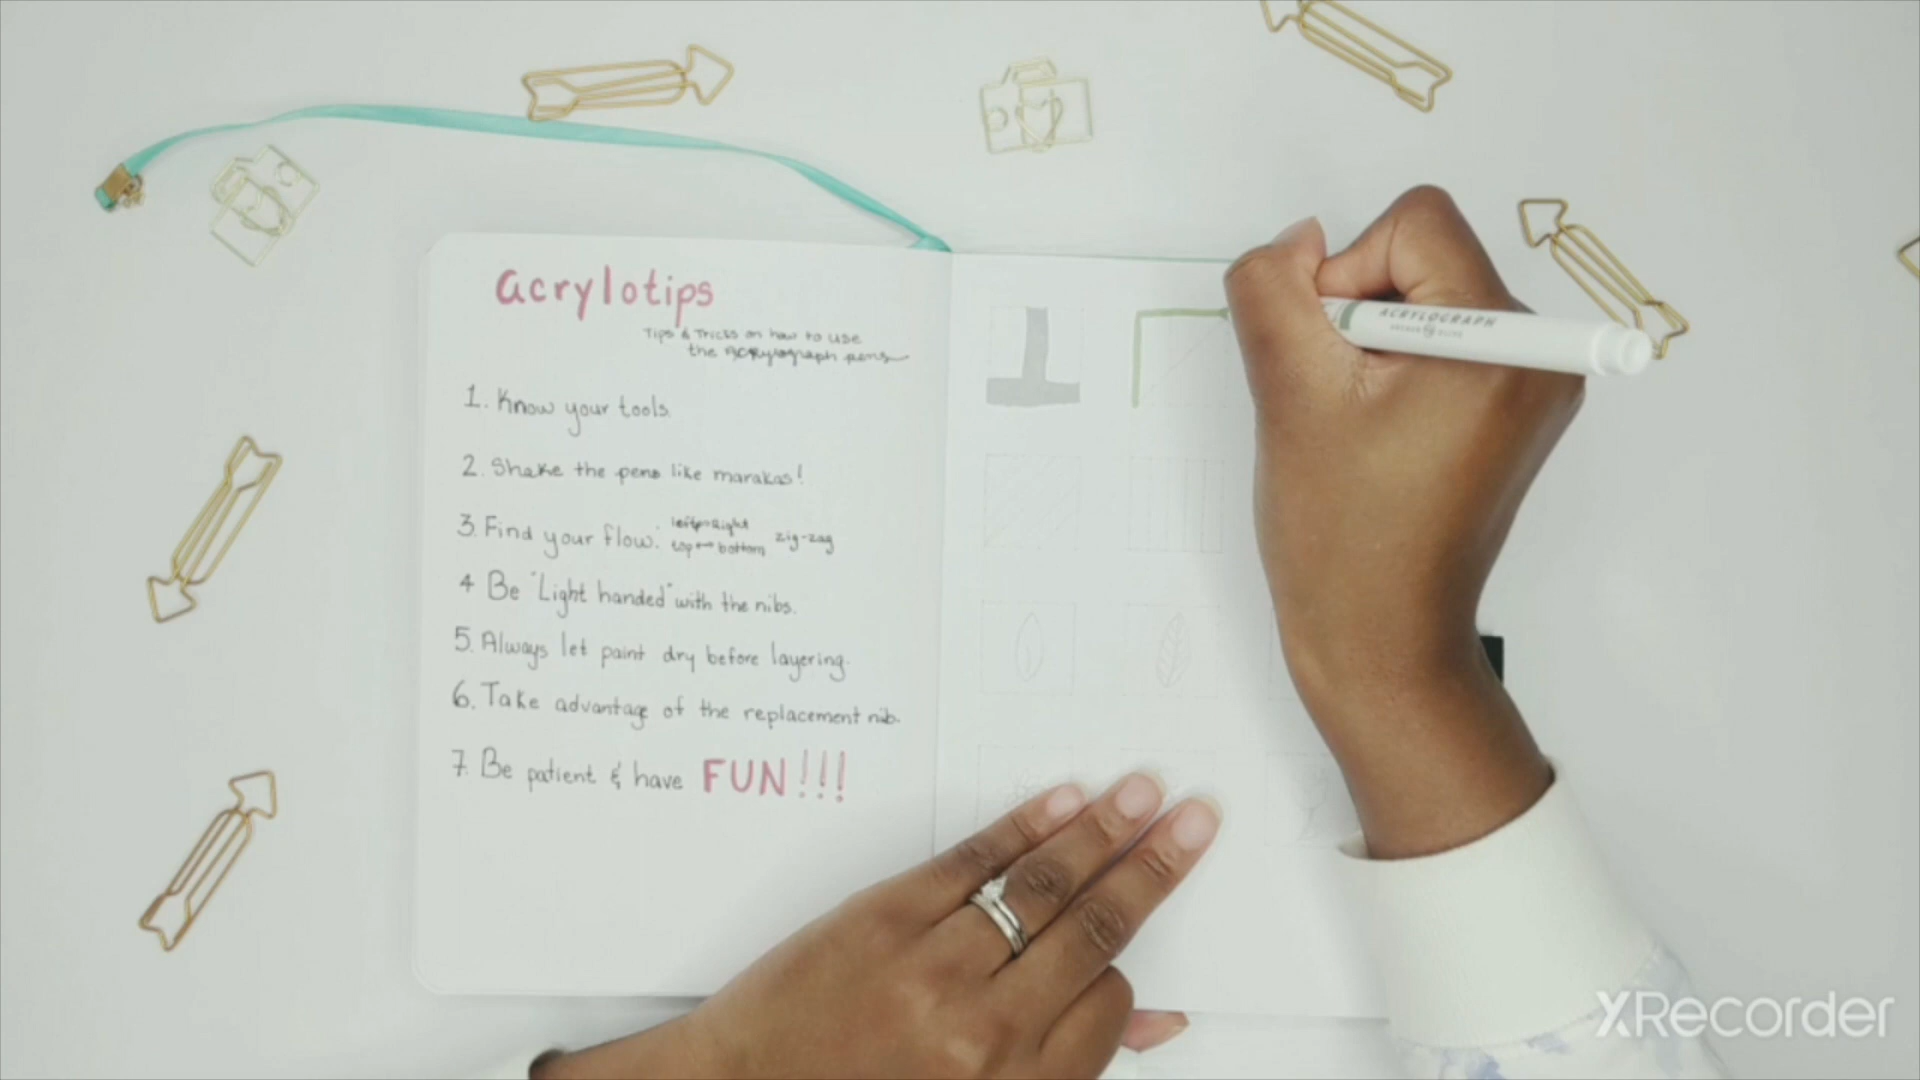 acrylotips
Tips & Tricks on how to use
the Acrylograph pens
1. Know your tools.
2. Shake the pens like marakas!
3. Find your flow: left↔right zig-zag
top↔bottom
4 Be "Light handed" with the nibs.
5. Always let paint dry before layering.
6. Take advantage of the replacement nib.
7. Be patient & have FUN!!!
ACRYLOGRAPH
XRecorder